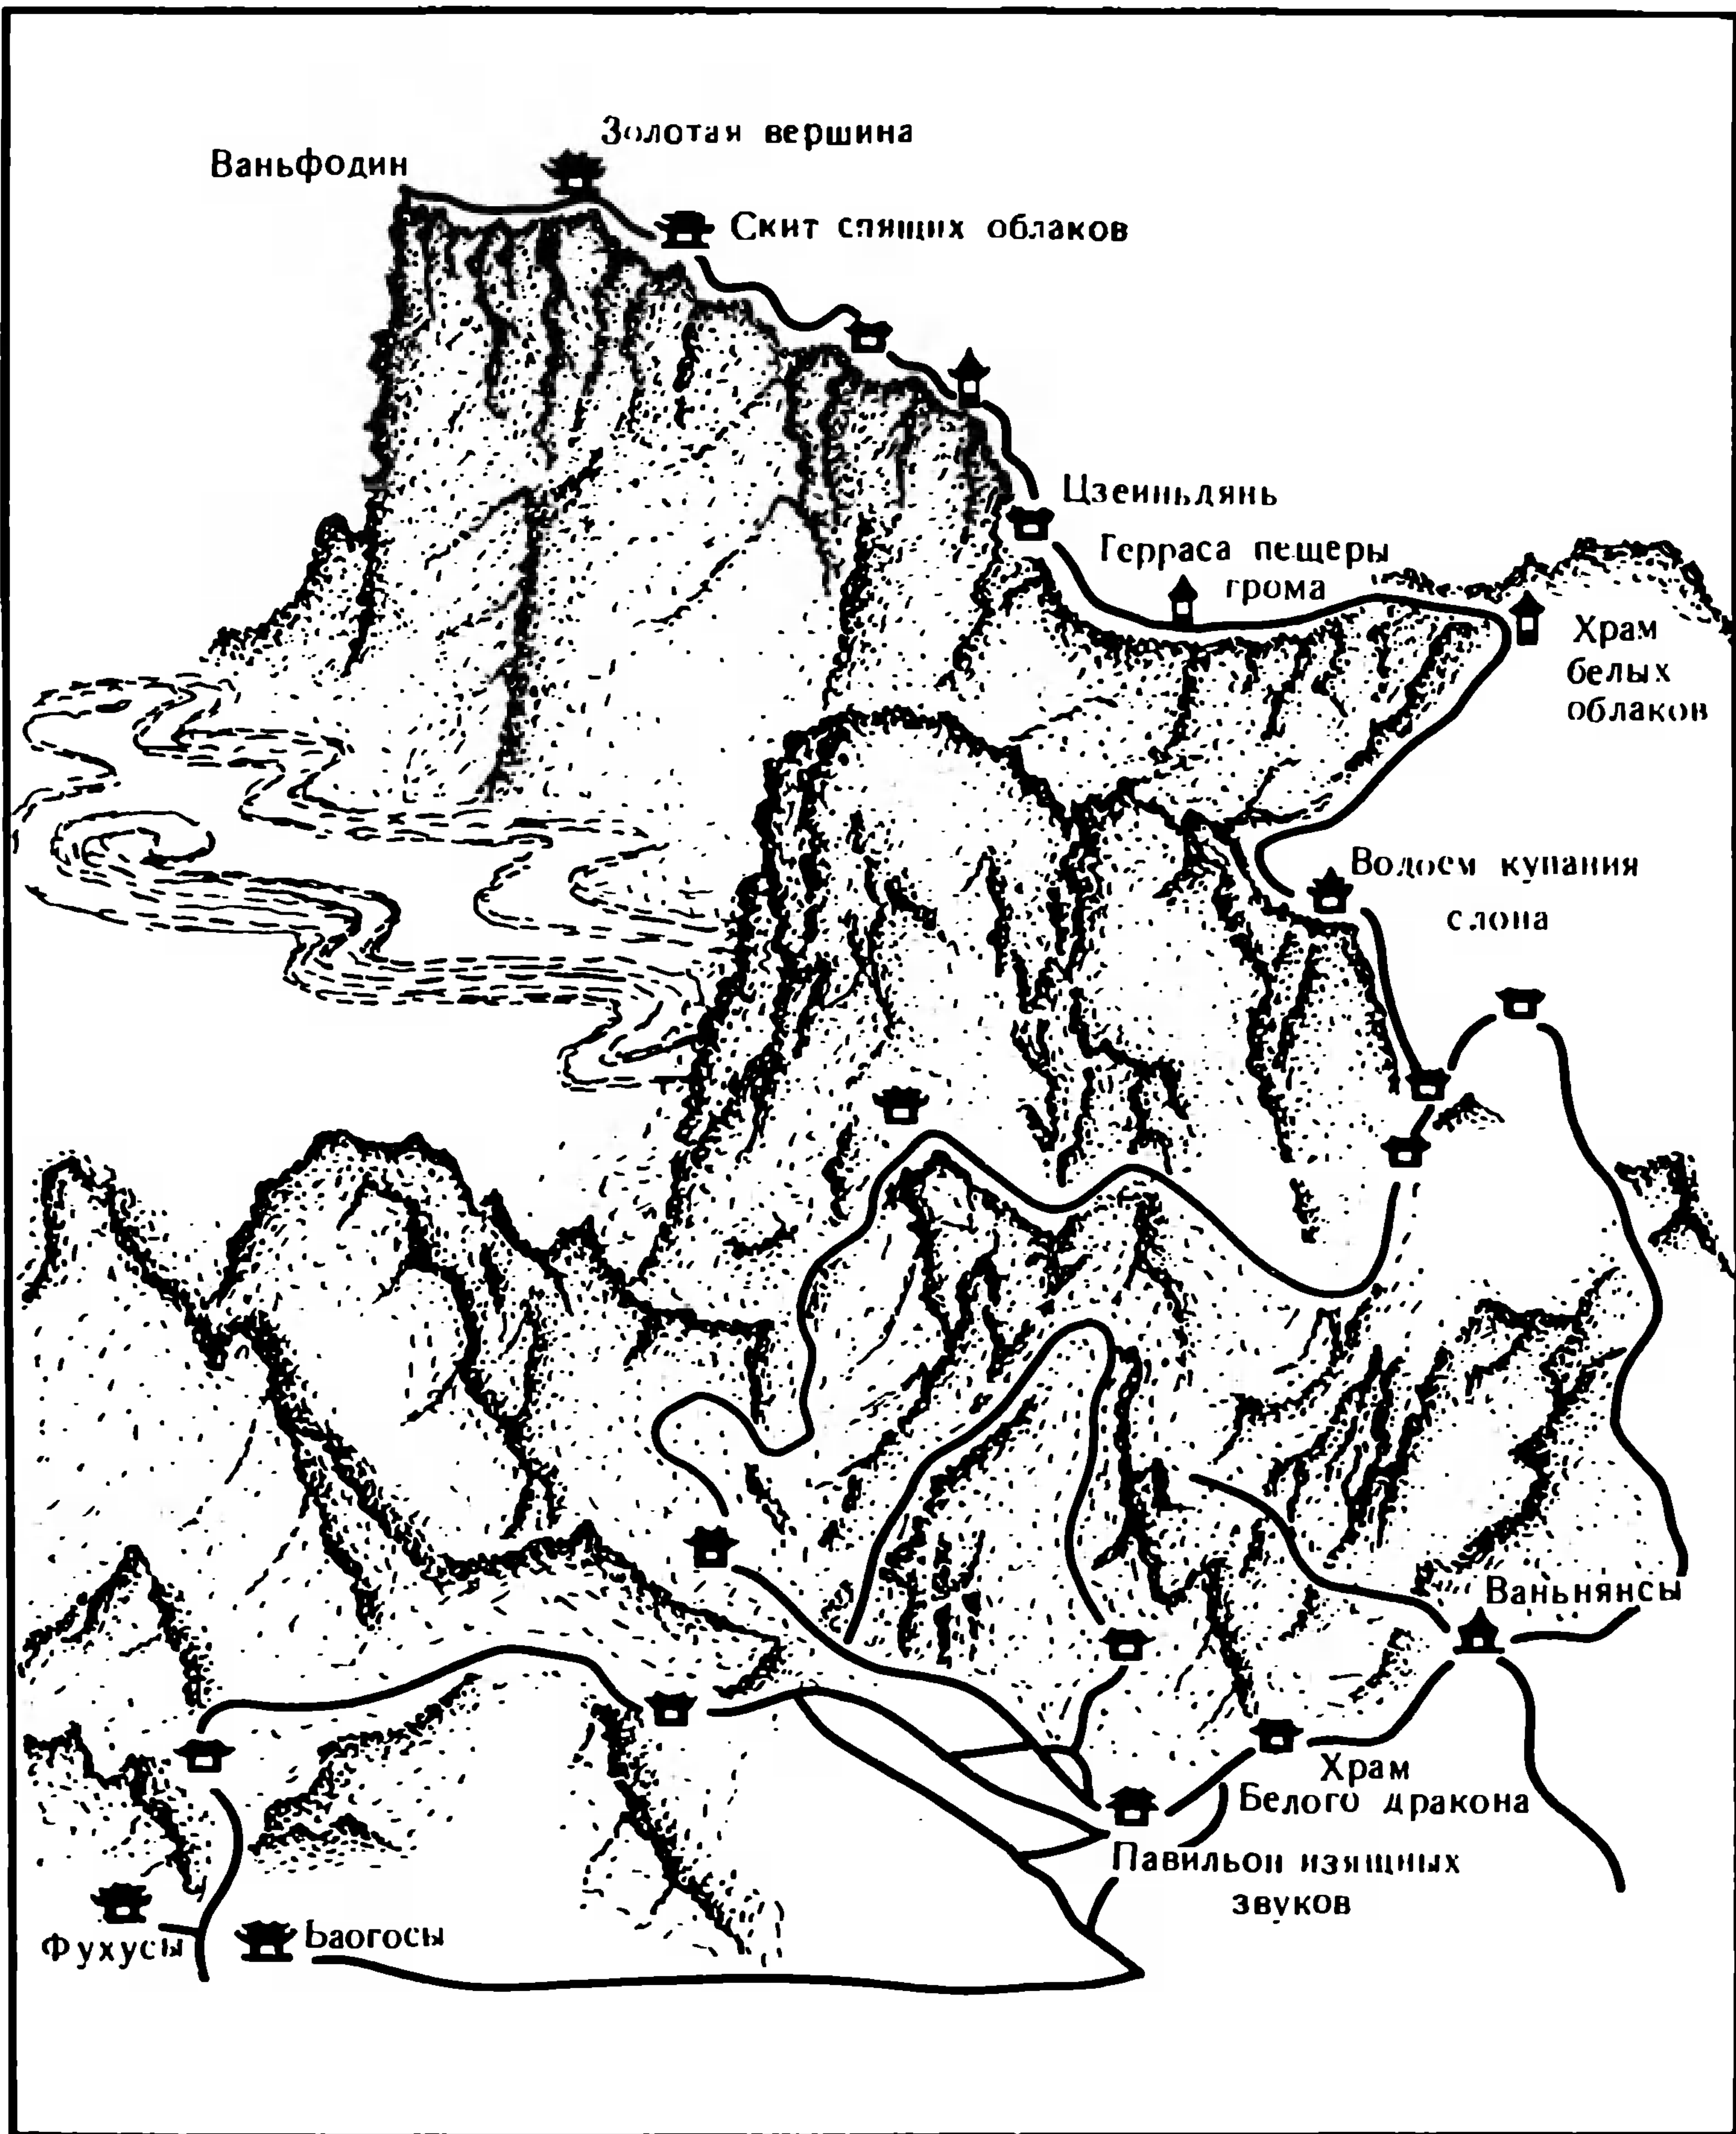 Золотая вершина
Ваньфодин
Скит спящих облаков
Цзеиньдянь
Терраса пещеры
грома
Храм
белых
облаков
Водоем купания
слона
Ваньнянсы
Храм
Белого дракона
Павильон изящных
звуков
Фухусы
Баогосы